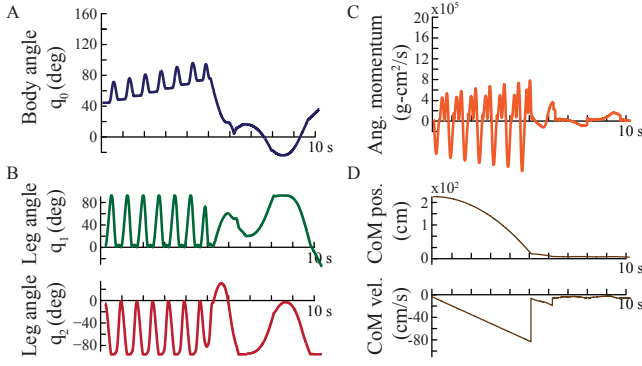 A
Body angle
q0 (deg)
160
120
80
40
0
10 s
B
Leg angle
q1 (deg)
80
40
0
10 s
Leg angle
q2 (deg)
0
−40
−80
10 s
C
Ang. momentum
(g-cm²/s)
x10⁵
20
16
12
8
4
0
10 s
D
CoM pos.
(cm)
x10²
2
1
0
10 s
CoM vel.
(cm/s)
0
-40
-80
10 s